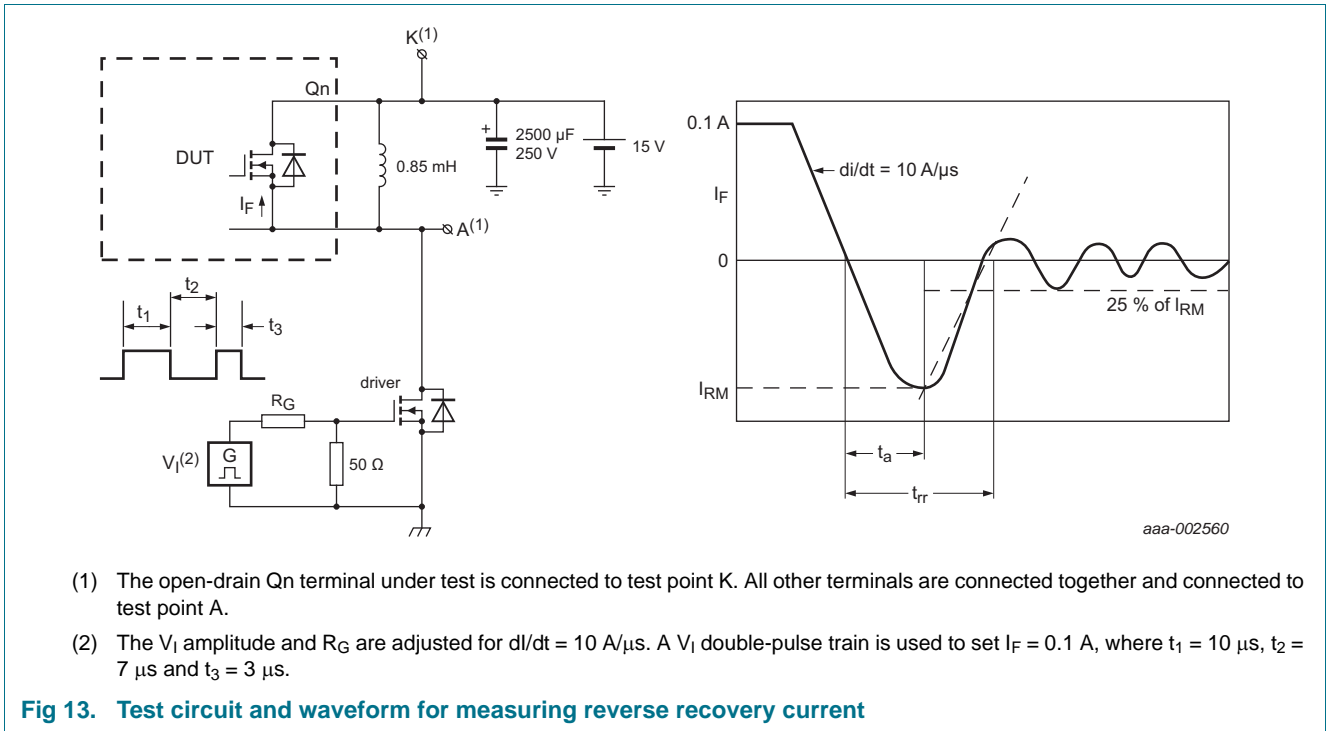 K(1)
Qn
DUT
IF
0.85 mH
+
2500 µF
250 V
15 V
A(1)
t1
t2
t3
driver
RG
VI(2)
G
50 Ω
0.1 A
IF
di/dt = 10 A/µs
0
25 % of IRM
IRM
ta
trr
aaa-002560
(1) The open-drain Qn terminal under test is connected to test point K. All other terminals are connected together and connected to
test point A.
(2) The VI amplitude and RG are adjusted for dI/dt = 10 A/µs. A VI double-pulse train is used to set IF = 0.1 A, where t1 = 10 µs, t2 =
7 µs and t3 = 3 µs.
Fig 13. Test circuit and waveform for measuring reverse recovery current